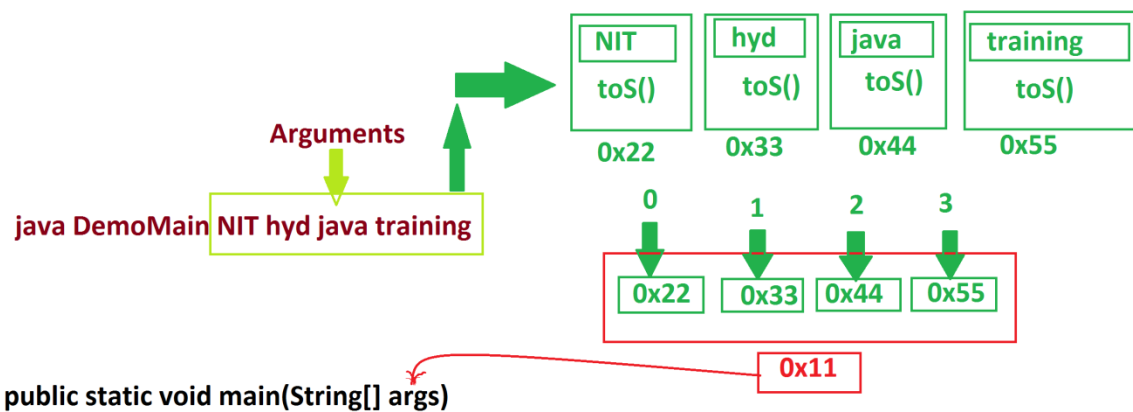 NIT hyd java training
toS() toS() toS() toS()
0x22 0x33 0x44 0x55
Arguments
java DemoMain NIT hyd java training
0 1 2 3
0x22 0x33 0x44 0x55
0x11
public static void main(String[] args)